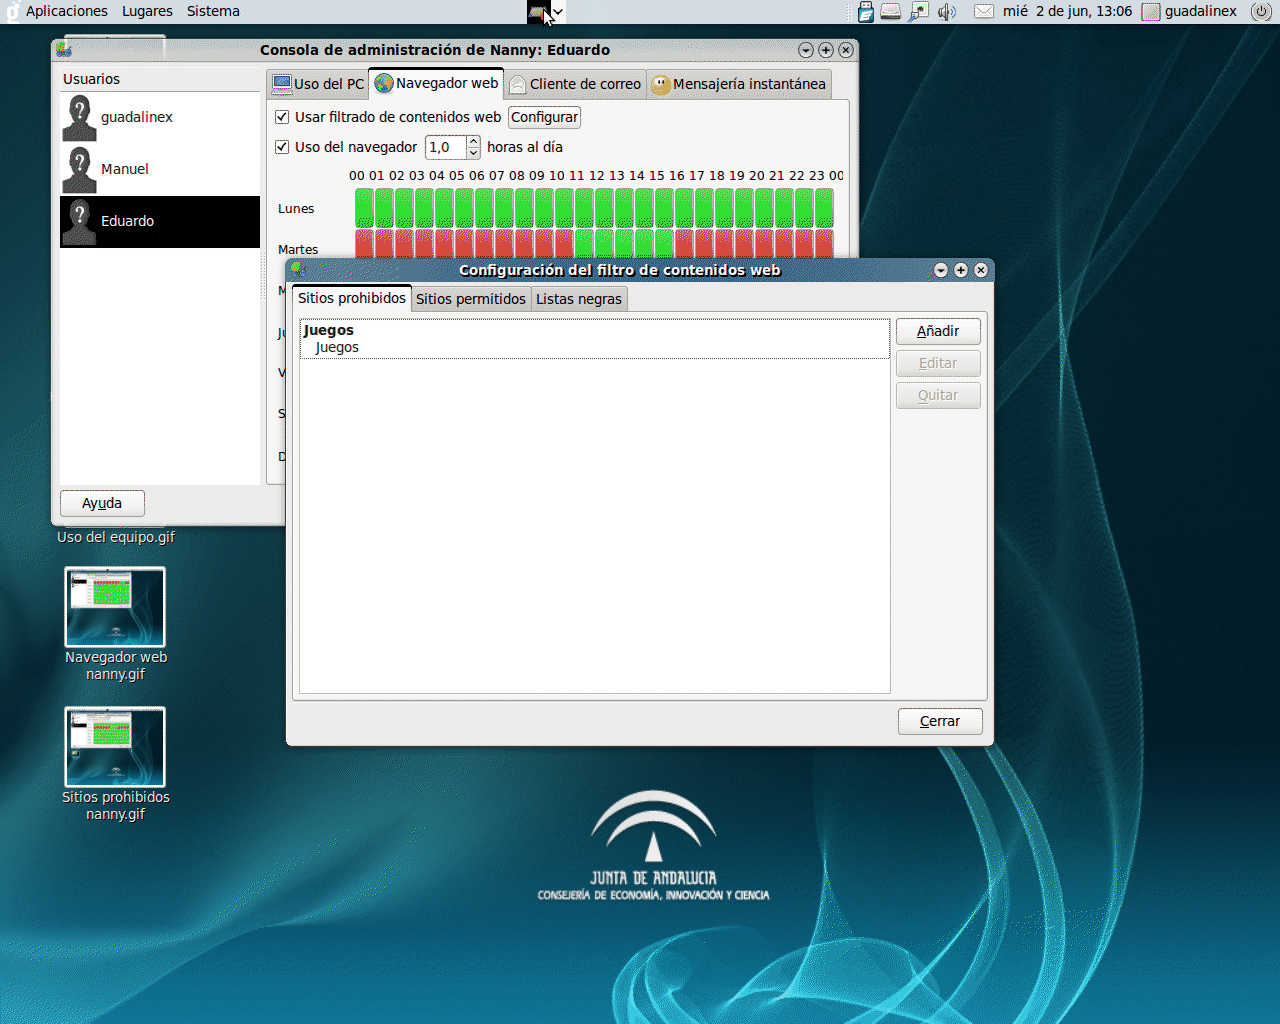 Aplicaciones Lugares Sistema mié 2 de jun, 13:06 guadalinex
Consola de administración de Nanny: Eduardo
Usuarios
guadalinex
Manuel
Eduardo
Uso del PC Navegador web Cliente de correo Mensajería instantánea
Usar filtrado de contenidos web Configurar
Uso del navegador 1,0 horas al día
00 01 02 03 04 05 06 07 08 09 10 11 12 13 14 15 16 17 18 19 20 21 22 23 00
Lunes
Martes
M
Ju
V
S
D
Ayuda
Configuración del filtro de contenidos web
Sitios prohibidos Sitios permitidos Listas negras
Juegos
Juegos
Añadir
Editar
Quitar
Cerrar
Uso del equipo.gif
Navegador web
nanny.gif
Sitios prohibidos
nanny.gif
JUNTA DE ANDALUCIA
CONSEJERÍA DE ECONOMÍA, INNOVACIÓN Y CIENCIA